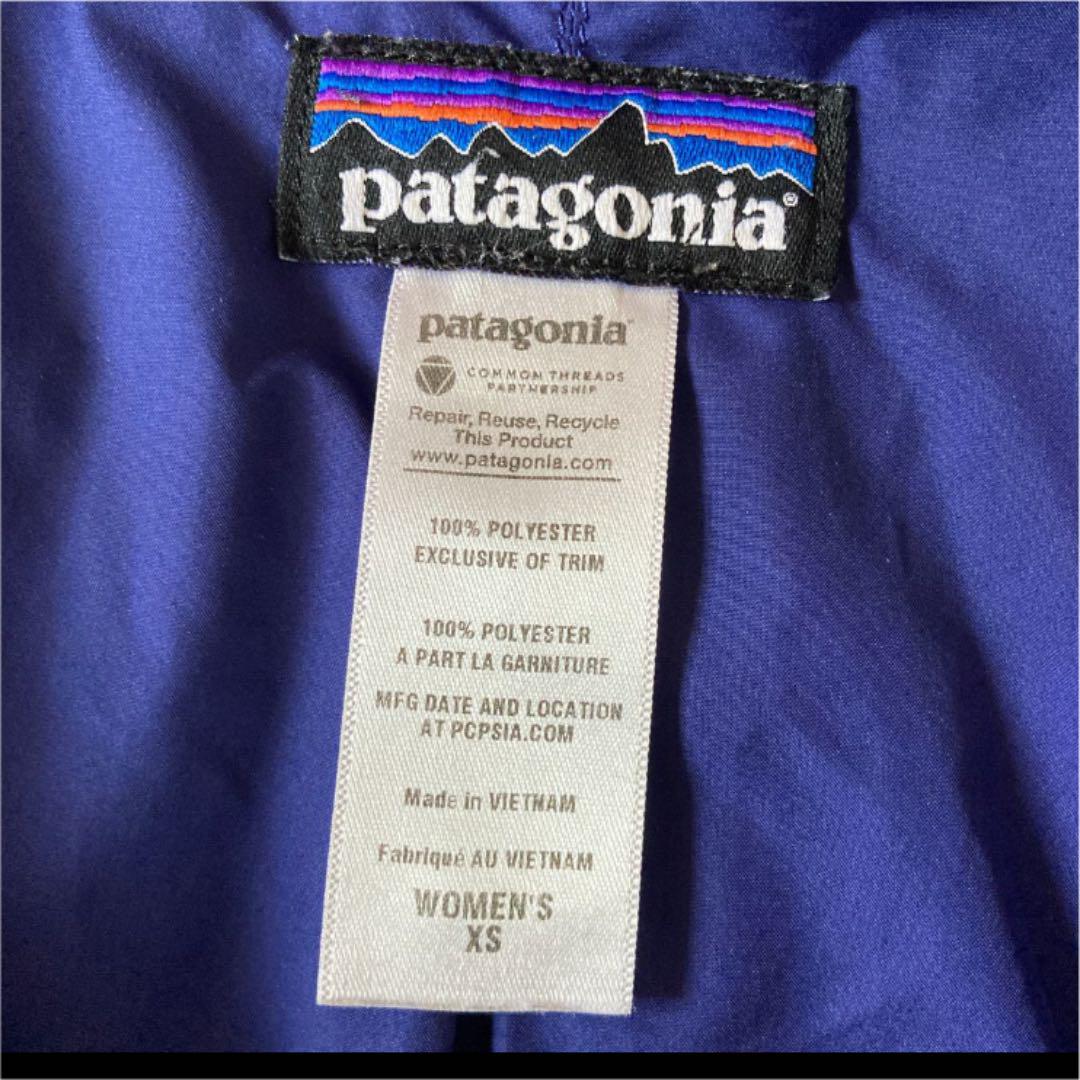 patagonia®
patagonia
COMMON THREADS
PARTNERSHIP
Repair, Reuse, Recycle
This Product
www.patagonia.com
100% POLYESTER
EXCLUSIVE OF TRIM
100% POLYESTER
A PART LA GARNITURE
MFG DATE AND LOCATION
AT PCPSIA.COM
Made in VIETNAM
Fabriqué AU VIETNAM
WOMEN'S
XS